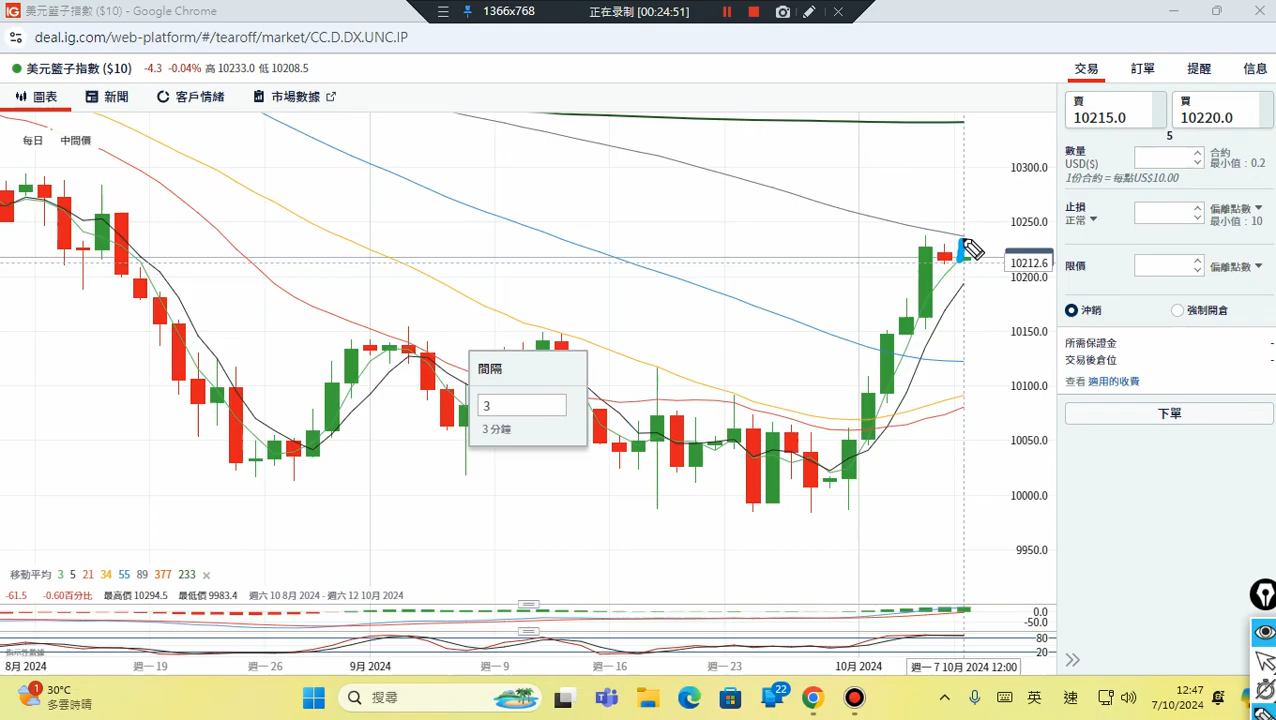 美元籃子指數 ($10) - Google Chrome
1366x768
正在录制 [00:24:51]
deal.ig.com/web-platform/#/tearoff/market/CC.D.DX.UNC.IP
美元籃子指數 ($10) -4.3 -0.04% 高 10233.0 低 10208.5
交易 訂單 提醒 信息
圖表 新聞 客戶情緒 市場數據
賣 10215.0
買 10220.0
5
每日 中間價
數量
USD($)
合約
最小值 : 0.2
1份合約 = 每點US$10.00
止損
正常
偏離點數
最小值 : 10
限價
偏離點數
沖銷
強制開倉
所需保證金 -
交易後倉位 -
查看 適用的收費
下單
10300.0
10250.0
10212.6
10200.0
10150.0
10100.0
10050.0
10000.0
9950.0
間隔
3
3 分鐘
移動平均 3 5 21 34 55 89 377 233
-61.5 -0.60百分比 最高價 10294.5 最低價 9983.4 週六 10 8月 2024 - 週六 12 10月 2024
0.0
-50.0
80
20
8月 2024 週一-19 週一-26 9月 2024 週一-9 週一-16 週一-23 10月 2024 週一 7 10月 2024 12:00
1
30°C
多雲時晴
搜尋
22
英 速
12:47
7/10/2024